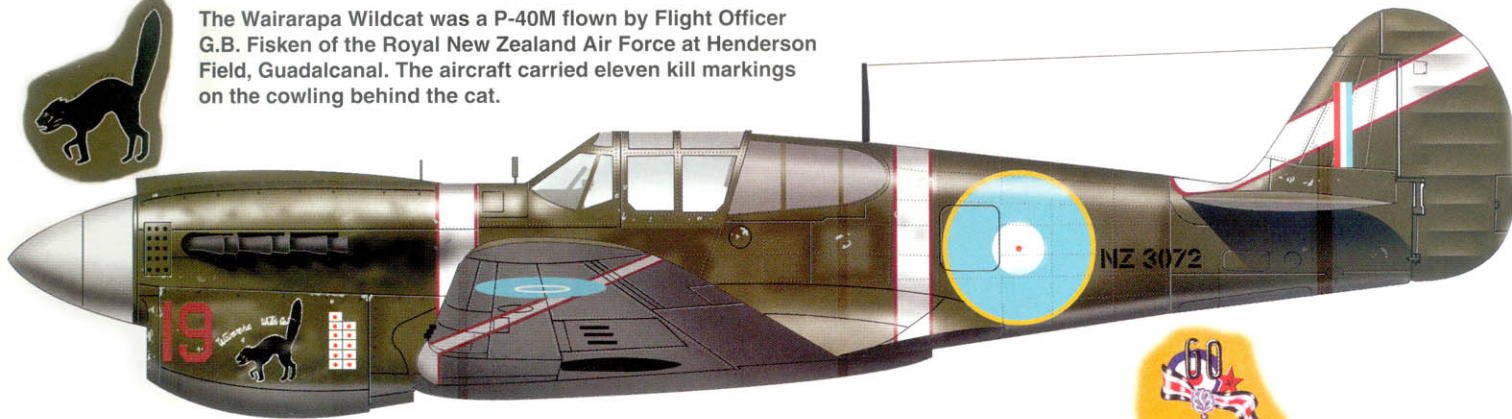 The Wairarapa Wildcat was a P-40M flown by Flight Officer
G.B. Fisken of the Royal New Zealand Air Force at Henderson
Field, Guadalcanal. The aircraft carried eleven kill markings
on the cowling behind the cat.
NZ 3072
19
60